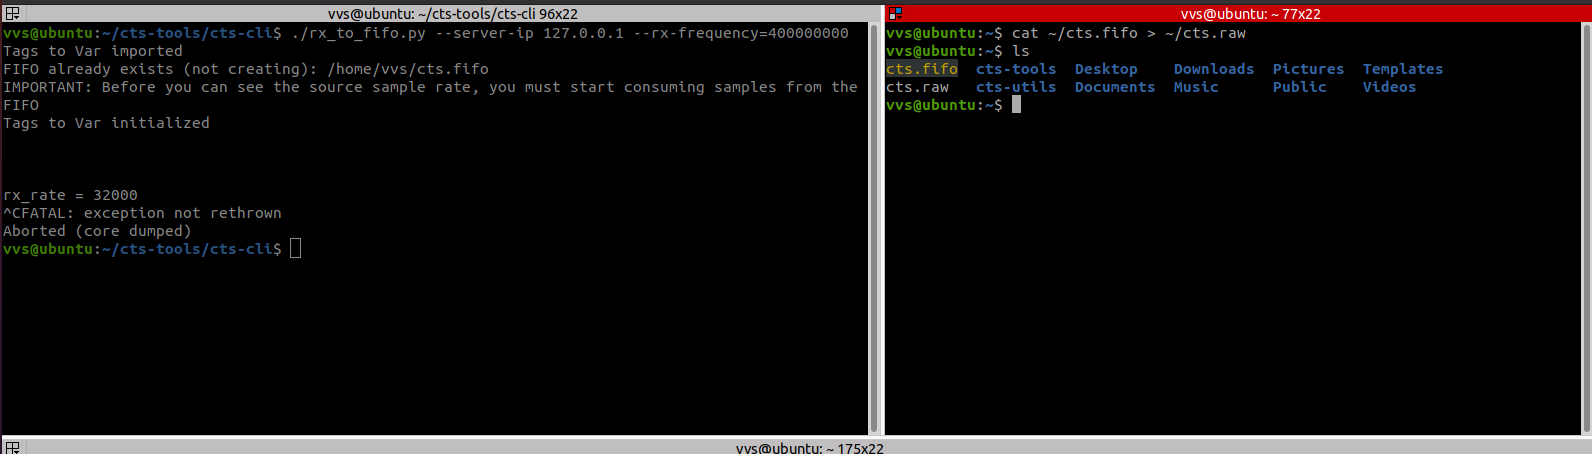 vvs@ubuntu: ~/cts-tools/cts-cli 96x22
vvs@ubuntu:~/cts-tools/cts-cli$ ./rx_to_fifo.py --server-ip 127.0.0.1 --rx-frequency=400000000
Tags to Var imported
FIFO already exists (not creating): /home/vvs/cts.fifo
IMPORTANT: Before you can see the source sample rate, you must start consuming samples from the
FIFO
Tags to Var initialized
rx_rate = 32000
^CFATAL: exception not rethrown
Aborted (core dumped)
vvs@ubuntu:~/cts-tools/cts-cli$
vvs@ubuntu: ~ 77x22
vvs@ubuntu:~$ cat ~/cts.fifo > ~/cts.raw
vvs@ubuntu:~$ ls
cts.fifo cts-tools Desktop Downloads Pictures Templates
cts.raw cts-utils Documents Music Public Videos
vvs@ubuntu:~$
vvs@ubuntu: ~ 175x22